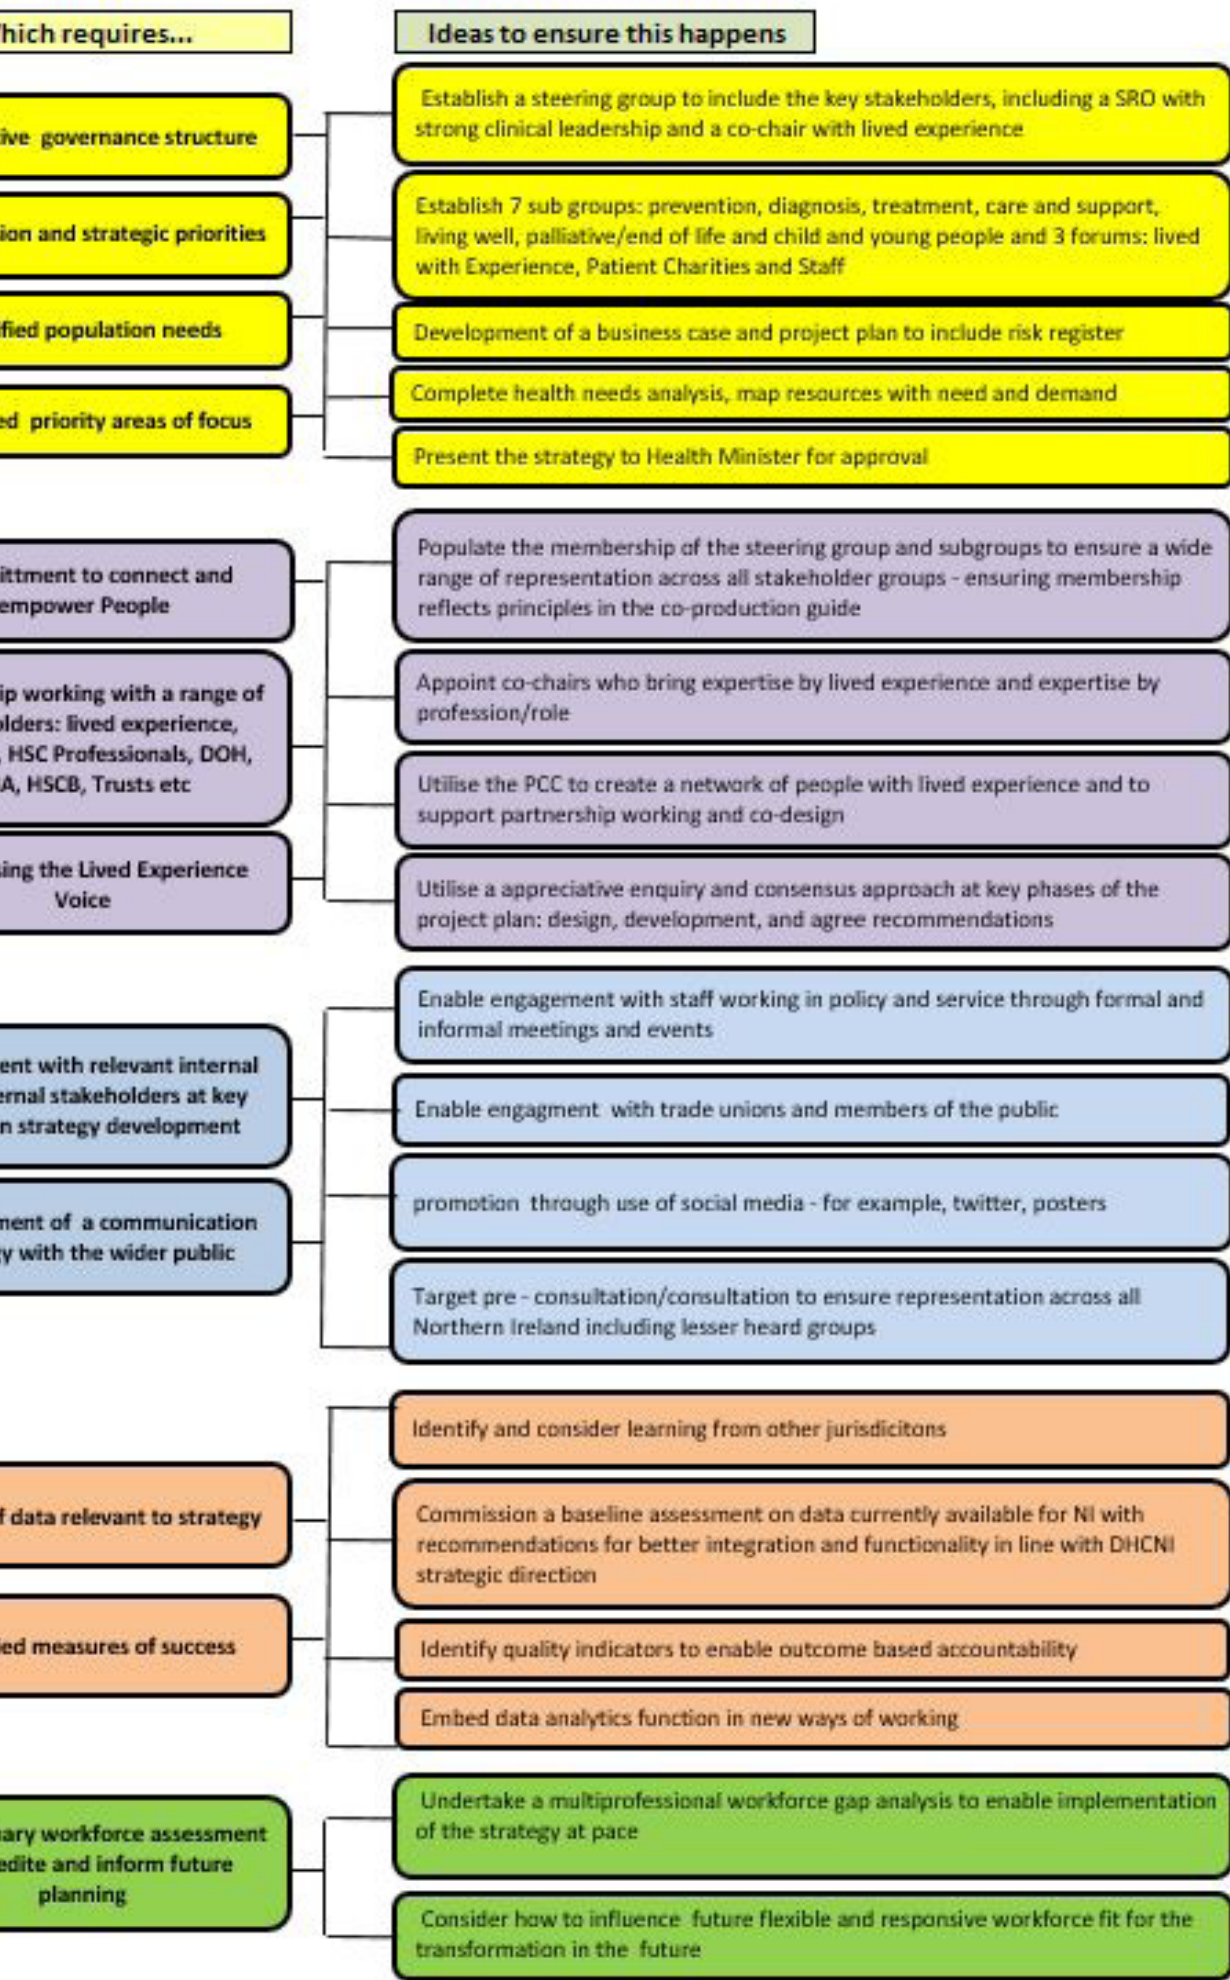 hich requires...
Ideas to ensure this happens
ive governance structure
ion and strategic priorities
fied population needs
ed priority areas of focus
Establish a steering group to include the key stakeholders, including a SRO with
strong clinical leadership and a co-chair with lived experience
Establish 7 sub groups: prevention, diagnosis, treatment, care and support,
living well, palliative/end of life and child and young people and 3 forums: lived
with Experience, Patient Charities and Staff
Development of a business case and project plan to include risk register
Complete health needs analysis, map resources with need and demand
Present the strategy to Health Minister for approval
ittment to connect and
empower People
ip working with a range of
olders: lived experience,
, HSC Professionals, DOH,
A, HSCB, Trusts etc
sing the Lived Experience
Voice
Populate the membership of the steering group and subgroups to ensure a wide
range of representation across all stakeholder groups - ensuring membership
reflects principles in the co-production guide
Appoint co-chairs who bring expertise by lived experience and expertise by
profession/role
Utilise the PCC to create a network of people with lived experience and to
support partnership working and co-design
Utilise a appreciative enquiry and consensus approach at key phases of the
project plan: design, development, and agree recommendations
ent with relevant internal
ernal stakeholders at key
n strategy development
ment of a communication
y with the wider public
Enable engagement with staff working in policy and service through formal and
informal meetings and events
Enable engagment with trade unions and members of the public
promotion through use of social media - for example, twitter, posters
Target pre - consultation/consultation to ensure representation across all
Northern Ireland including lesser heard groups
f data relevant to strategy
ied measures of success
Identify and consider learning from other jurisdicitons
Commission a baseline assessment on data currently available for NI with
recommendations for better integration and functionality in line with DHCNI
strategic direction
Identify quality indicators to enable outcome based accountability
Embed data analytics function in new ways of working
nary workforce assessment
edite and inform future
planning
Undertake a multiprofessional workforce gap analysis to enable implementation
of the strategy at pace
Consider how to influence future flexible and responsive workforce fit for the
transformation in the future